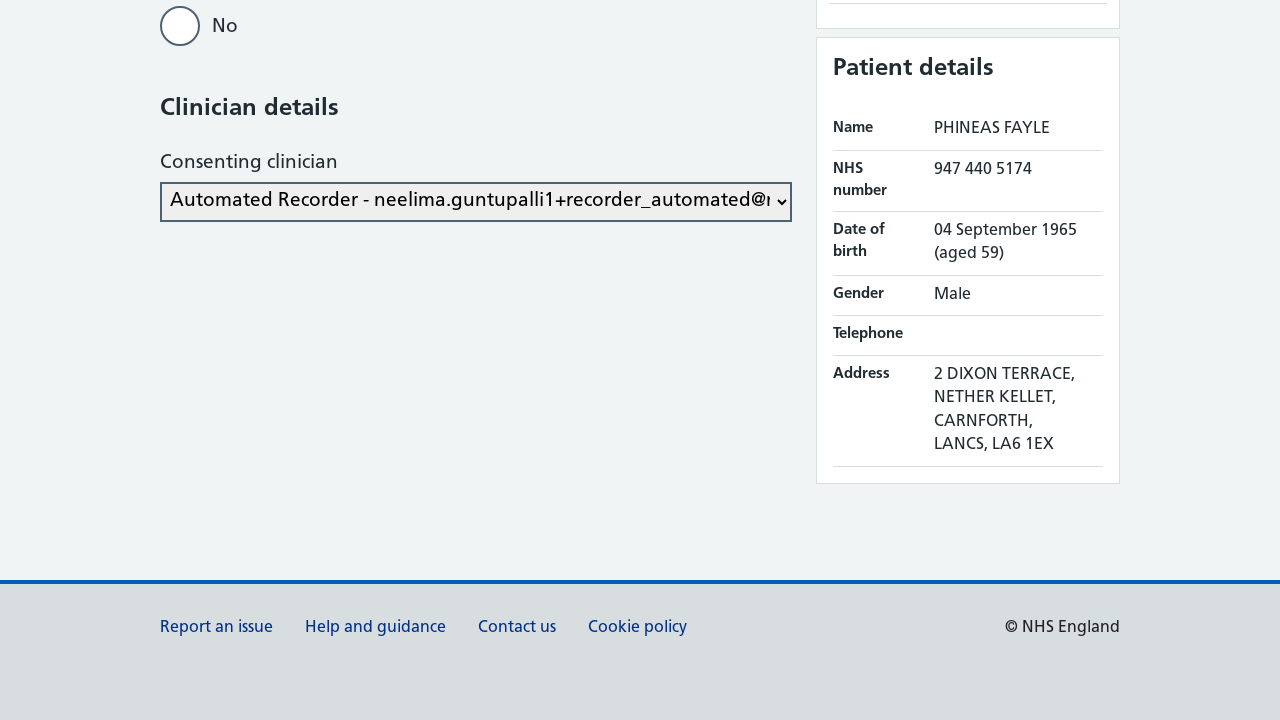 No
Clinician details
Consenting clinician
Automated Recorder - neelima.guntupalli1+recorder_automated@
Patient details
Name PHINEAS FAYLE
NHS number 947 440 5174
Date of birth 04 September 1965 (aged 59)
Gender Male
Telephone
Address 2 DIXON TERRACE,
NETHER KELLET,
CARNFORTH,
LANCS, LA6 1EX
Report an issue Help and guidance Contact us Cookie policy © NHS England